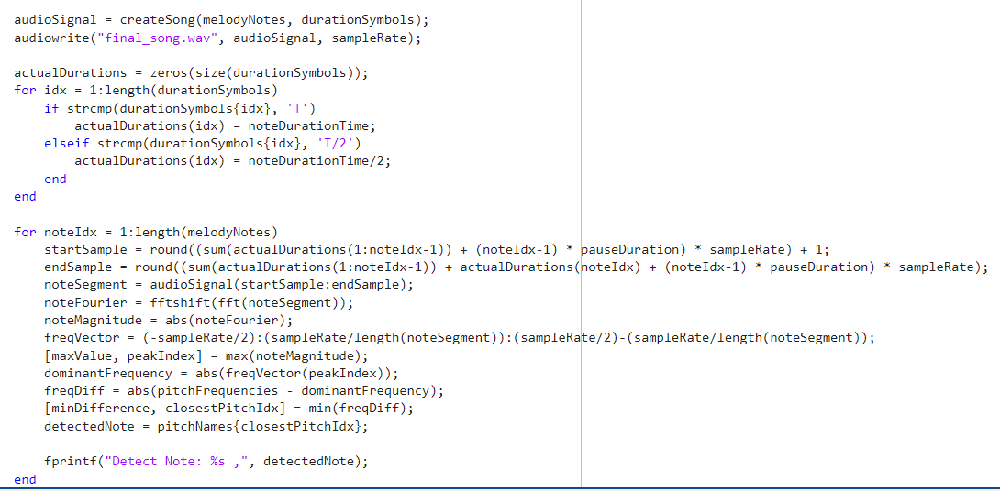 audioSignal = createSong(melodyNotes, durationSymbols);
audiowrite("final_song.wav", audioSignal, sampleRate);
actualDurations = zeros(size(durationSymbols));
for idx = 1:length(durationSymbols)
    if strcmp(durationSymbols{idx}, 'T')
        actualDurations(idx) = noteDurationTime;
    elseif strcmp(durationSymbols{idx}, 'T/2')
        actualDurations(idx) = noteDurationTime/2;
    end
end
for noteIdx = 1:length(melodyNotes)
    startSample = round((sum(actualDurations(1:noteIdx-1)) + (noteIdx-1) * pauseDuration) * sampleRate) + 1;
    endSample = round((sum(actualDurations(1:noteIdx-1)) + actualDurations(noteIdx) + (noteIdx-1) * pauseDuration) * sampleRate);
    noteSegment = audioSignal(startSample:endSample);
    noteFourier = fftshift(fft(noteSegment));
    noteMagnitude = abs(noteFourier);
    freqVector = (-sampleRate/2):(sampleRate/length(noteSegment)):(sampleRate/2)-(sampleRate/length(noteSegment));
    [maxValue, peakIndex] = max(noteMagnitude);
    dominantFrequency = abs(freqVector(peakIndex));
    freqDiff = abs(pitchFrequencies - dominantFrequency);
    [minDifference, closestPitchIdx] = min(freqDiff);
    detectedNote = pitchNames{closestPitchIdx};
    fprintf("Detect Note: %s ,", detectedNote);
end